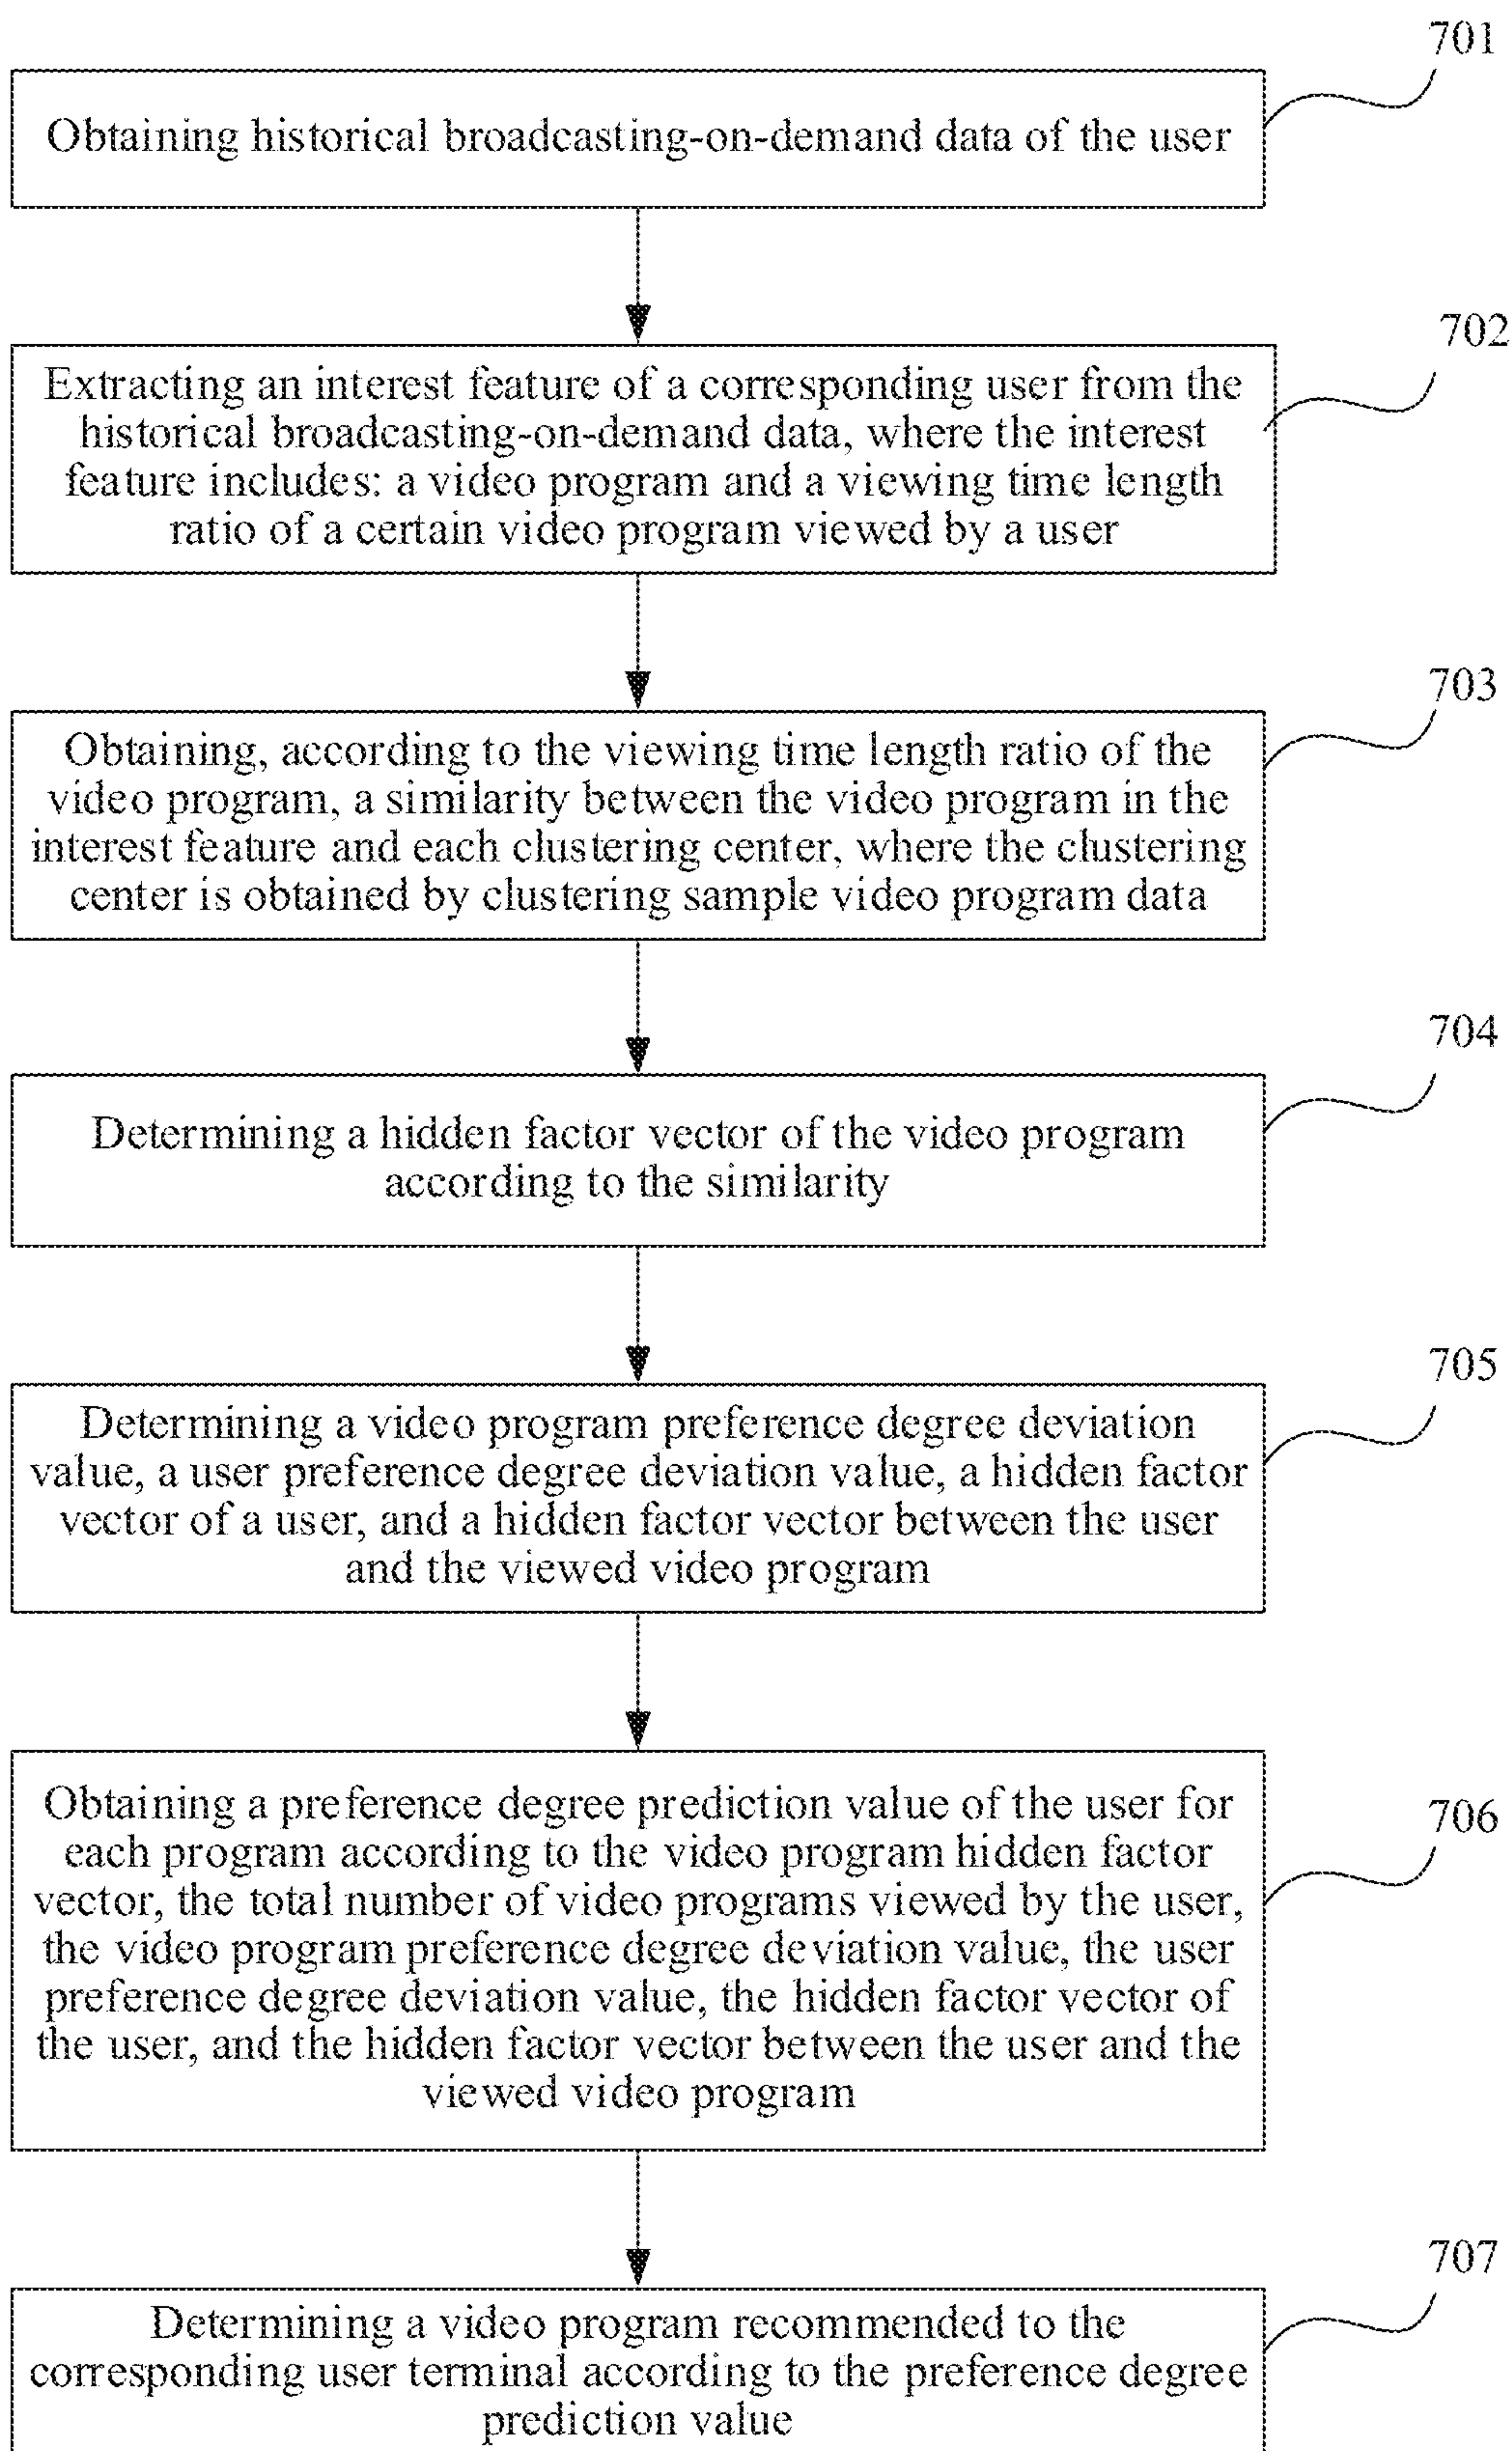 701
Obtaining historical broadcasting-on-demand data of the user
702
Extracting an interest feature of a corresponding user from the
historical broadcasting-on-demand data, where the interest
feature includes: a video program and a viewing time length
ratio of a certain video program viewed by a user
703
Obtaining, according to the viewing time length ratio of the
video program, a similarity between the video program in the
interest feature and each clustering center, where the clustering
center is obtained by clustering sample video program data
704
Determining a hidden factor vector of the video program
according to the similarity
705
Determining a video program preference degree deviation
value, a user preference degree deviation value, a hidden factor
vector of a user, and a hidden factor vector between the user
and the viewed video program
706
Obtaining a preference degree prediction value of the user for
each program according to the video program hidden factor
vector, the total number of video programs viewed by the user,
the video program preference degree deviation value, the user
preference degree deviation value, the hidden factor vector of
the user, and the hidden factor vector between the user and the
viewed video program
707
Determining a video program recommended to the
corresponding user terminal according to the preference degree
prediction value